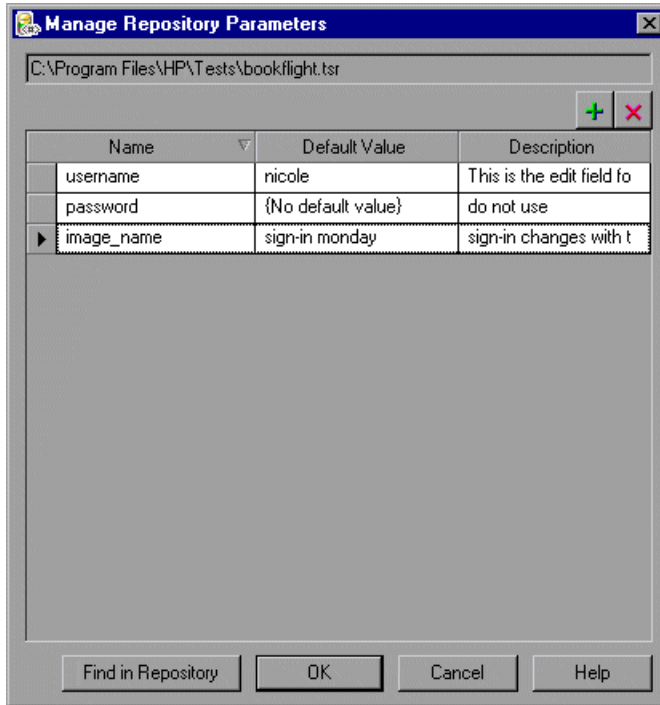 Manage Repository Parameters
C:\Program Files\HP\Tests\bookflight.tsr
Name Default Value Description
username nicole This is the edit field fo
password {No default value} do not use
image_name sign-in monday sign-in changes with t
Find in Repository OK Cancel Help